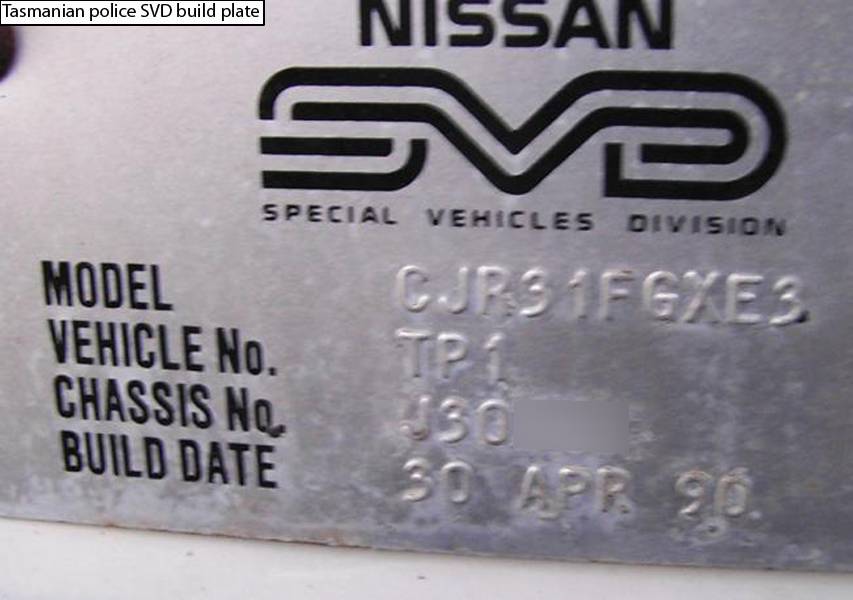 Tasmanian police SVD build plate
NISSAN
SVD
SPECIAL VEHICLES DIVISION
MODEL CJR31FGXE3
VEHICLE No. TP1
CHASSIS No. J30
BUILD DATE 30 APR 90